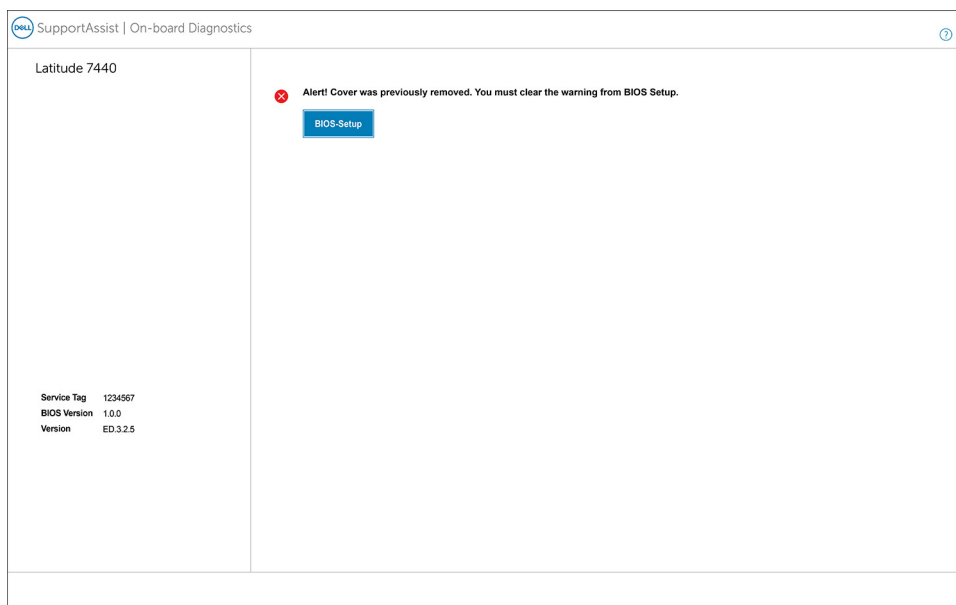 DELL SupportAssist | On-board Diagnostics
?
Latitude 7440
Alert! Cover was previously removed. You must clear the warning from BIOS Setup.
BIOS-Setup
Service Tag 1234567
BIOS Version 1.0.0
Version ED.3.2.5